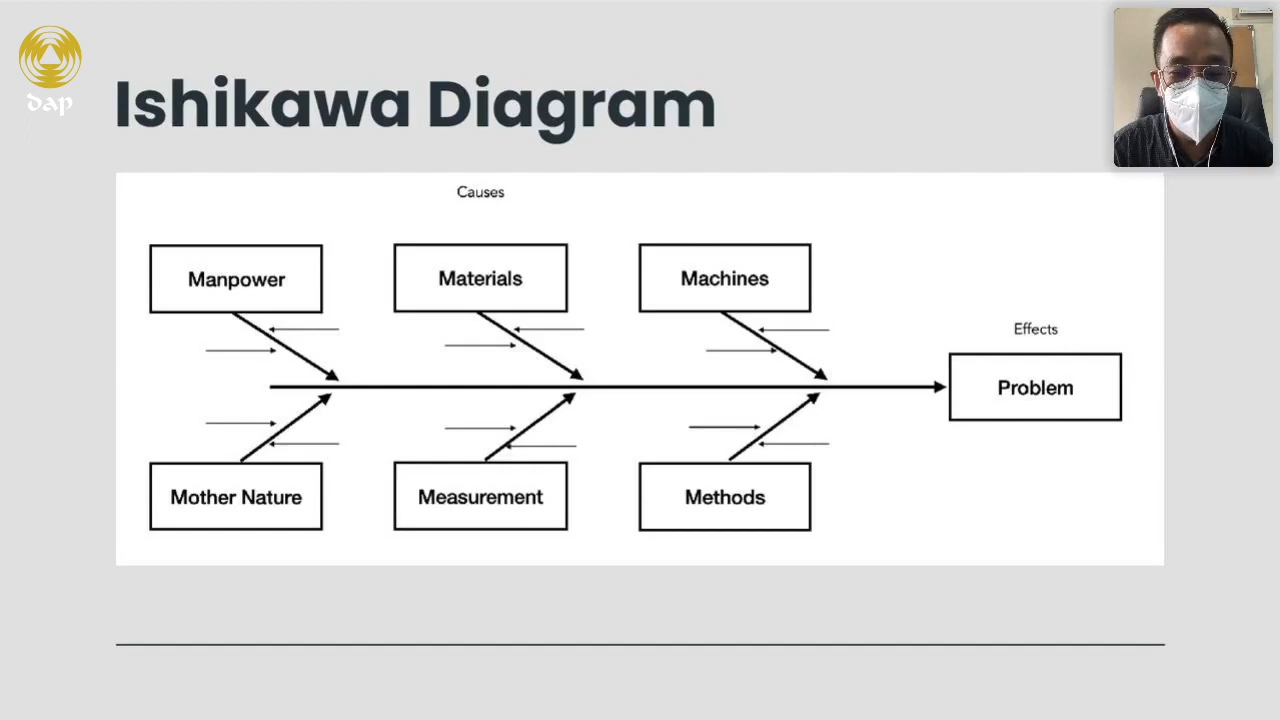 dap
Ishikawa Diagram
Causes
Manpower
Materials
Machines
Effects
Problem
Mother Nature
Measurement
Methods